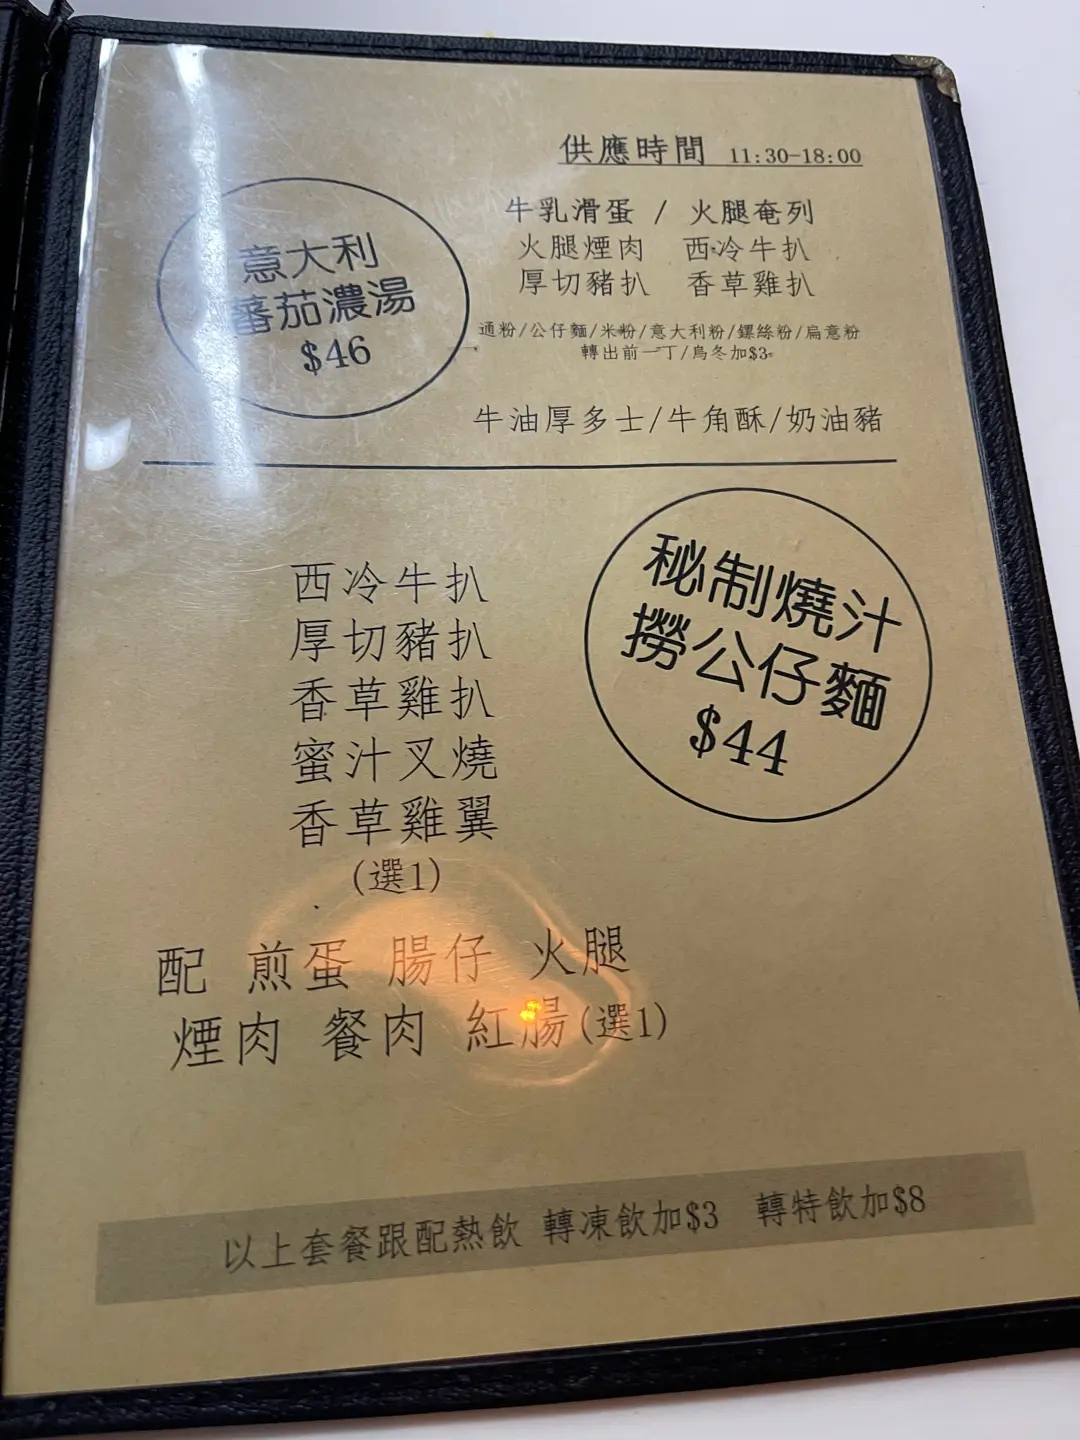 供應時間 11:30-18:00
意大利
蕃茄濃湯
$46
牛乳滑蛋 / 火腿奄列
火腿煙肉 西冷牛扒
厚切豬扒 香草雞扒
通粉/公仔麵/米粉/意大利粉/鏍絲粉/扁意粉
轉出前一丁/烏冬加$3
牛油厚多士/牛角酥/奶油豬
秘制燒汁
撈公仔麵
$44
西冷牛扒
厚切豬扒
香草雞扒
蜜汁叉燒
香草雞翼
(選1)
配 煎蛋 腸仔 火腿
煙肉 餐肉 紅腸(選1)
以上套餐跟配熱飲 轉凍飲加$3 轉特飲加$8